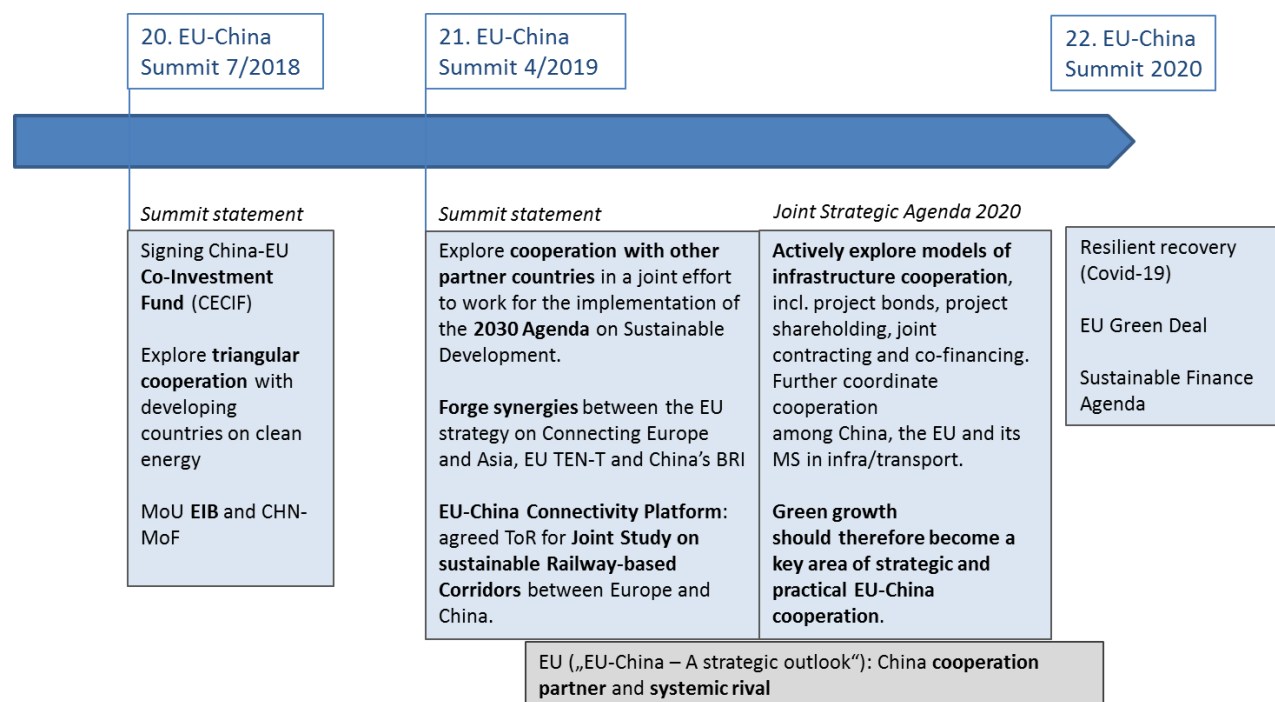 20. EU-China
Summit 7/2018
21. EU-China
Summit 4/2019
22. EU-China
Summit 2020
Summit statement
Signing China-EU
Co-Investment
Fund (CECIF)
Explore triangular
cooperation with
developing
countries on clean
energy
MoU EIB and CHN-
MoF
Summit statement
Explore cooperation with other
partner countries in a joint effort
to work for the implementation of
the 2030 Agenda on Sustainable
Development.
Forge synergies between the EU
strategy on Connecting Europe
and Asia, EU TEN-T and China's BRI
EU-China Connectivity Platform:
agreed ToR for Joint Study on
sustainable Railway-based
Corridors between Europe and
China.
Joint Strategic Agenda 2020
Actively explore models of
infrastructure cooperation,
incl. project bonds, project
shareholding, joint
contracting and co-financing.
Further coordinate
cooperation
among China, the EU and its
MS in infra/transport.
Green growth
should therefore become a
key area of strategic and
practical EU-China
cooperation.
Resilient recovery
(Covid-19)
EU Green Deal
Sustainable Finance
Agenda
EU („EU-China – A strategic outlook“): China cooperation
partner and systemic rival